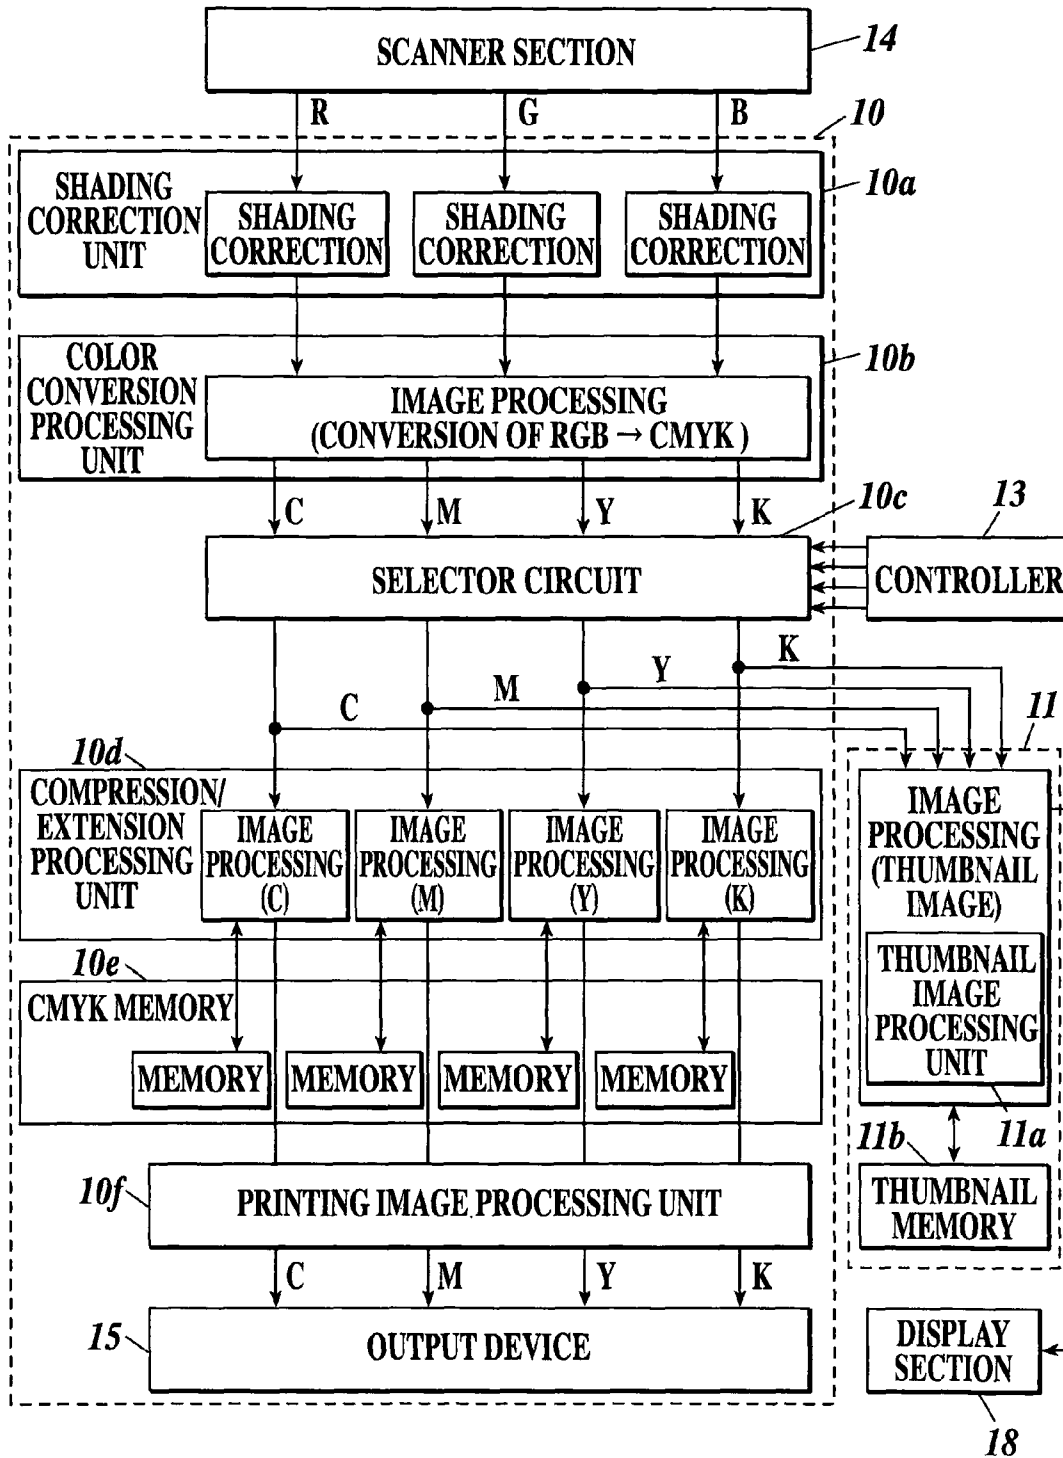 SCANNER SECTION
14
R
G
B
10
SHADING
CORRECTION
UNIT
SHADING
CORRECTION
SHADING
CORRECTION
SHADING
CORRECTION
10a
COLOR
CONVERSION
PROCESSING
UNIT
IMAGE PROCESSING
(CONVERSION OF RGB → CMYK )
10b
C
M
Y
K
10c
13
SELECTOR CIRCUIT
CONTROLLER
K
Y
M
C
11
10d
COMPRESSION/
EXTENSION
PROCESSING
UNIT
IMAGE
PROCESSING
(C)
IMAGE
PROCESSING
(M)
IMAGE
PROCESSING
(Y)
IMAGE
PROCESSING
(K)
IMAGE
PROCESSING
(THUMBNAIL
IMAGE)
THUMBNAIL
IMAGE
PROCESSING
UNIT
10e
CMYK MEMORY
MEMORY
MEMORY
MEMORY
MEMORY
11b
11a
THUMBNAIL
MEMORY
10f
PRINTING IMAGE PROCESSING UNIT
C
M
Y
K
15
OUTPUT DEVICE
DISPLAY
SECTION
18